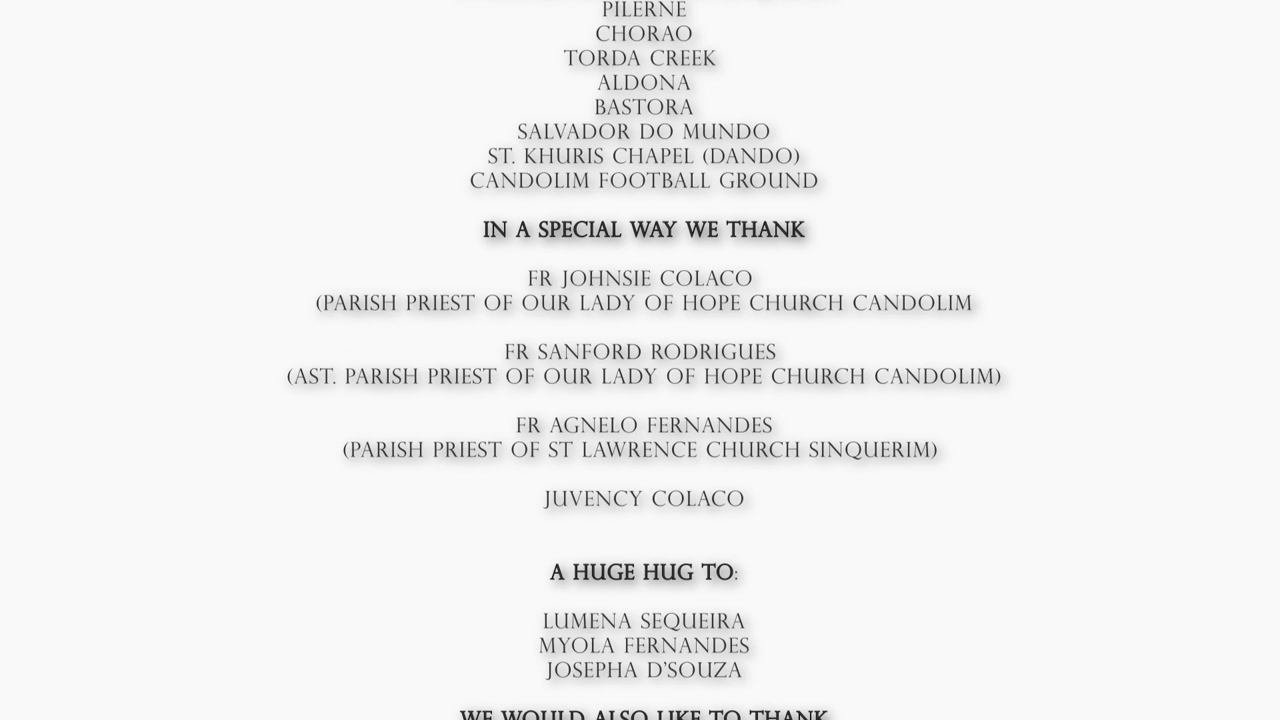 PILERNE
CHORAO
TORDA CREEK
ALDONA
BASTORA
SALVADOR DO MUNDO
ST. KHURIS CHAPEL (DANDO)
CANDOLIM FOOTBALL GROUND
IN A SPECIAL WAY WE THANK
FR JOHNSIE COLACO
(PARISH PRIEST OF OUR LADY OF HOPE CHURCH CANDOLIM
FR SANFORD RODRIGUES
(AST. PARISH PRIEST OF OUR LADY OF HOPE CHURCH CANDOLIM)
FR AGNELO FERNANDES
(PARISH PRIEST OF ST LAWRENCE CHURCH SINQUERIM)
JUVENCY COLACO
A HUGE HUG TO:
LUMENA SEQUEIRA
MYOLA FERNANDES
JOSEPHA D'SOUZA
WE WOULD ALSO LIKE TO THANK